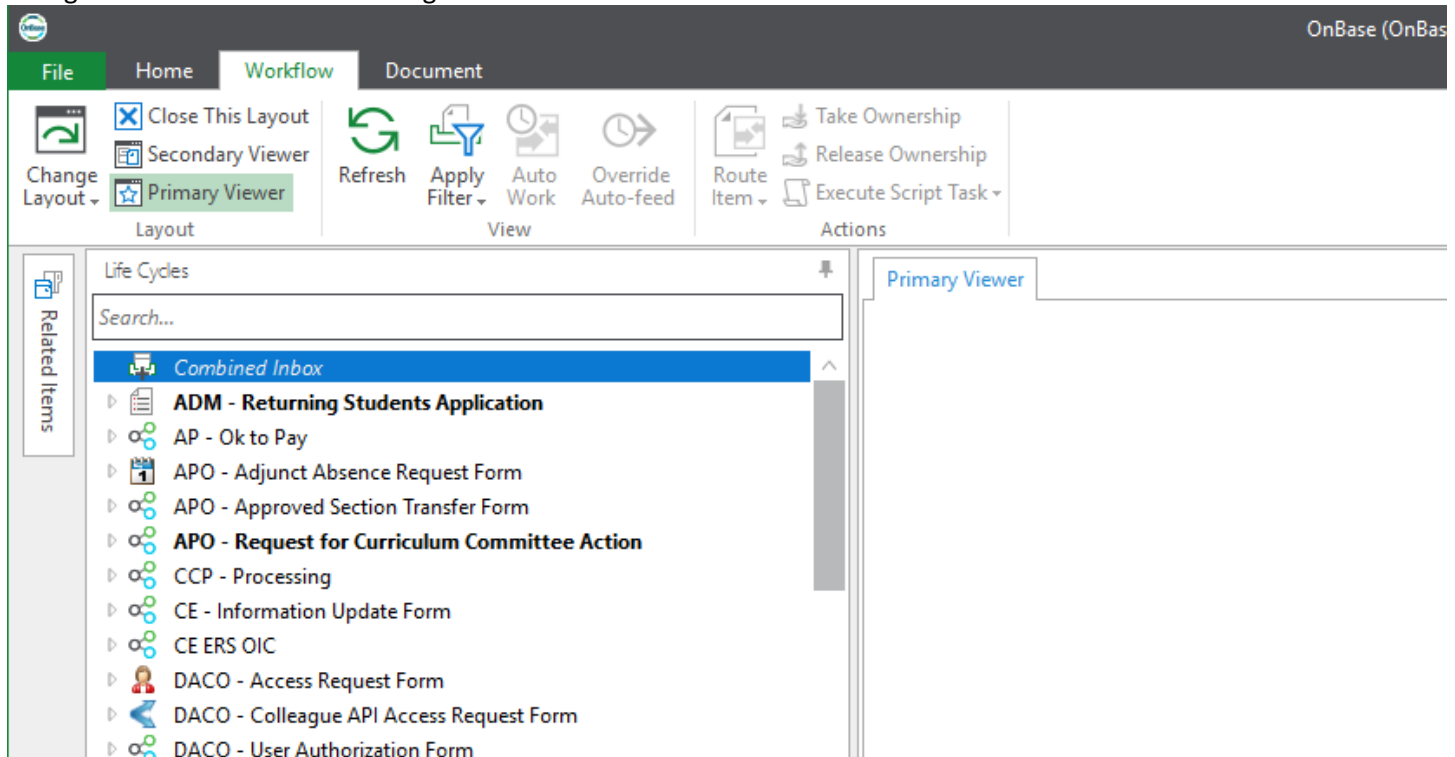 OnBase (OnBas
File Home Workflow Document
Change Layout
Close This Layout
Secondary Viewer
Primary Viewer
Layout
Refresh
Apply Filter
Auto Work
Override Auto-feed
View
Route Item
Take Ownership
Release Ownership
Execute Script Task
Actions
Related Items
Life Cycles
Search...
Combined Inbox
ADM - Returning Students Application
AP - Ok to Pay
APO - Adjunct Absence Request Form
APO - Approved Section Transfer Form
APO - Request for Curriculum Committee Action
CCP - Processing
CE - Information Update Form
CE ERS OIC
DACO - Access Request Form
DACO - Colleague API Access Request Form
DACO - User Authorization Form
Primary Viewer